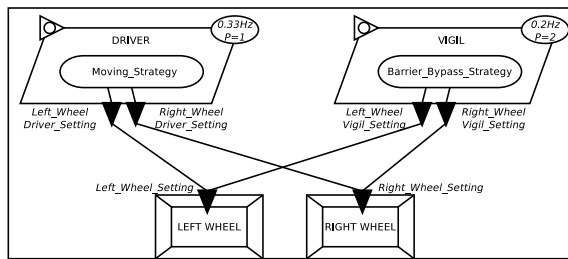 0.33Hz
P=1
DRIVER
Moving_Strategy
Left_Wheel
Driver_Setting
Right_Wheel
Driver_Setting
0.2Hz
P=2
VIGIL
Barrier_Bypass_Strategy
Left_Wheel
Vigil_Setting
Right_Wheel
Vigil_Setting
Left_Wheel_Setting
Right_Wheel_Setting
LEFT WHEEL
RIGHT WHEEL